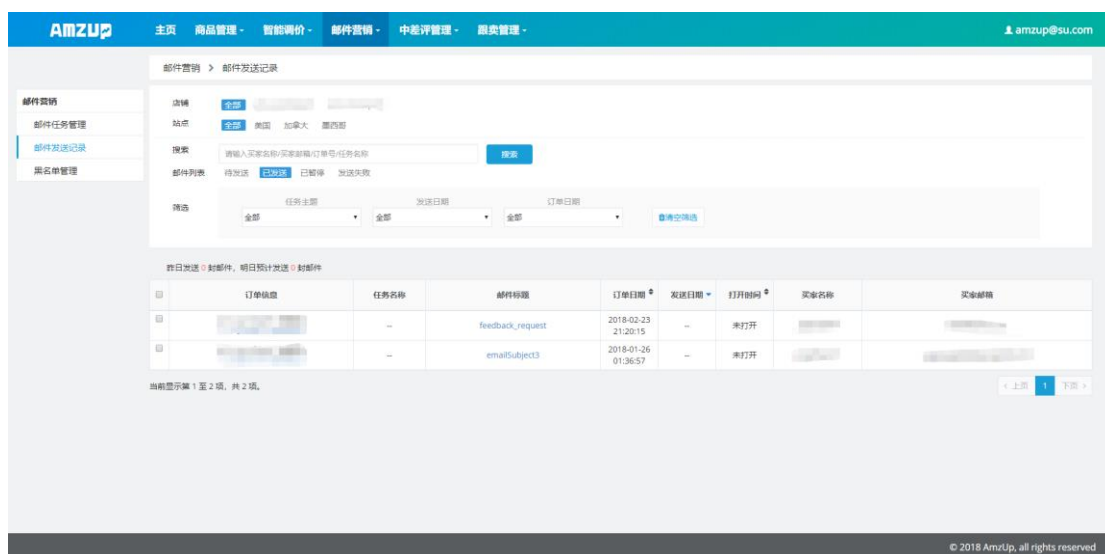 AMZUP 主页 商品管理 智能调价 邮件营销 中差评管理 跟卖管理 amzup@su.com
邮件营销 > 邮件发送记录
邮件营销
邮件任务管理
邮件发送记录
黑名单管理
店铺 全部
站点 全部 美国 加拿大 墨西哥
搜索 请输入买家名称/买家邮箱/订单号/任务名称 搜索
邮件列表 待发送 已发送 已暂停 发送失败
任务主题 发送日期 订单日期
筛选 全部 全部 全部 清空筛选
昨日发送 0 封邮件,明日预计发送 0 封邮件
订单信息 任务名称 邮件标题 订单日期 发送日期 打开时间 买家名称 买家邮箱
-- feedback_request 2018-02-23 21:20:15 -- 未打开
-- emailSubject3 2018-01-26 01:36:57 -- 未打开
当前显示第 1 至 2 项,共 2 项。 < 上页 1 下页 >
© 2018 AmzUp, all rights reserved